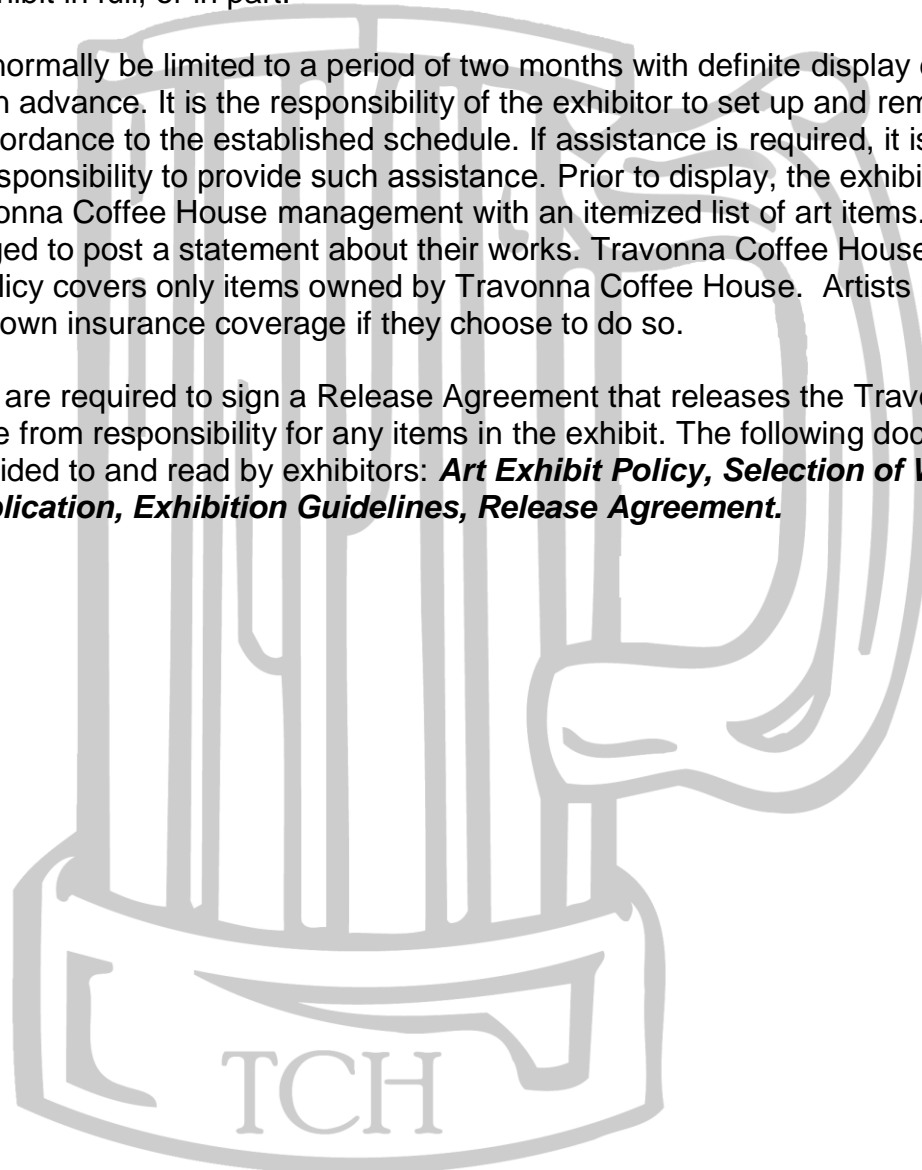 hibit in full, or in part.
normally be limited to a period of two months with definite display
n advance. It is the responsibility of the exhibitor to set up and rem
ordance to the established schedule. If assistance is required, it is
sponsibility to provide such assistance. Prior to display, the exhibi
onna Coffee House management with an itemized list of art items.
ged to post a statement about their works. Travonna Coffee House
licy covers only items owned by Travonna Coffee House.  Artists
own insurance coverage if they choose to do so.
are required to sign a Release Agreement that releases the Trav
e from responsibility for any items in the exhibit. The following doc
ided to and read by exhibitors: Art Exhibit Policy, Selection of
plication, Exhibition Guidelines, Release Agreement.
TCH